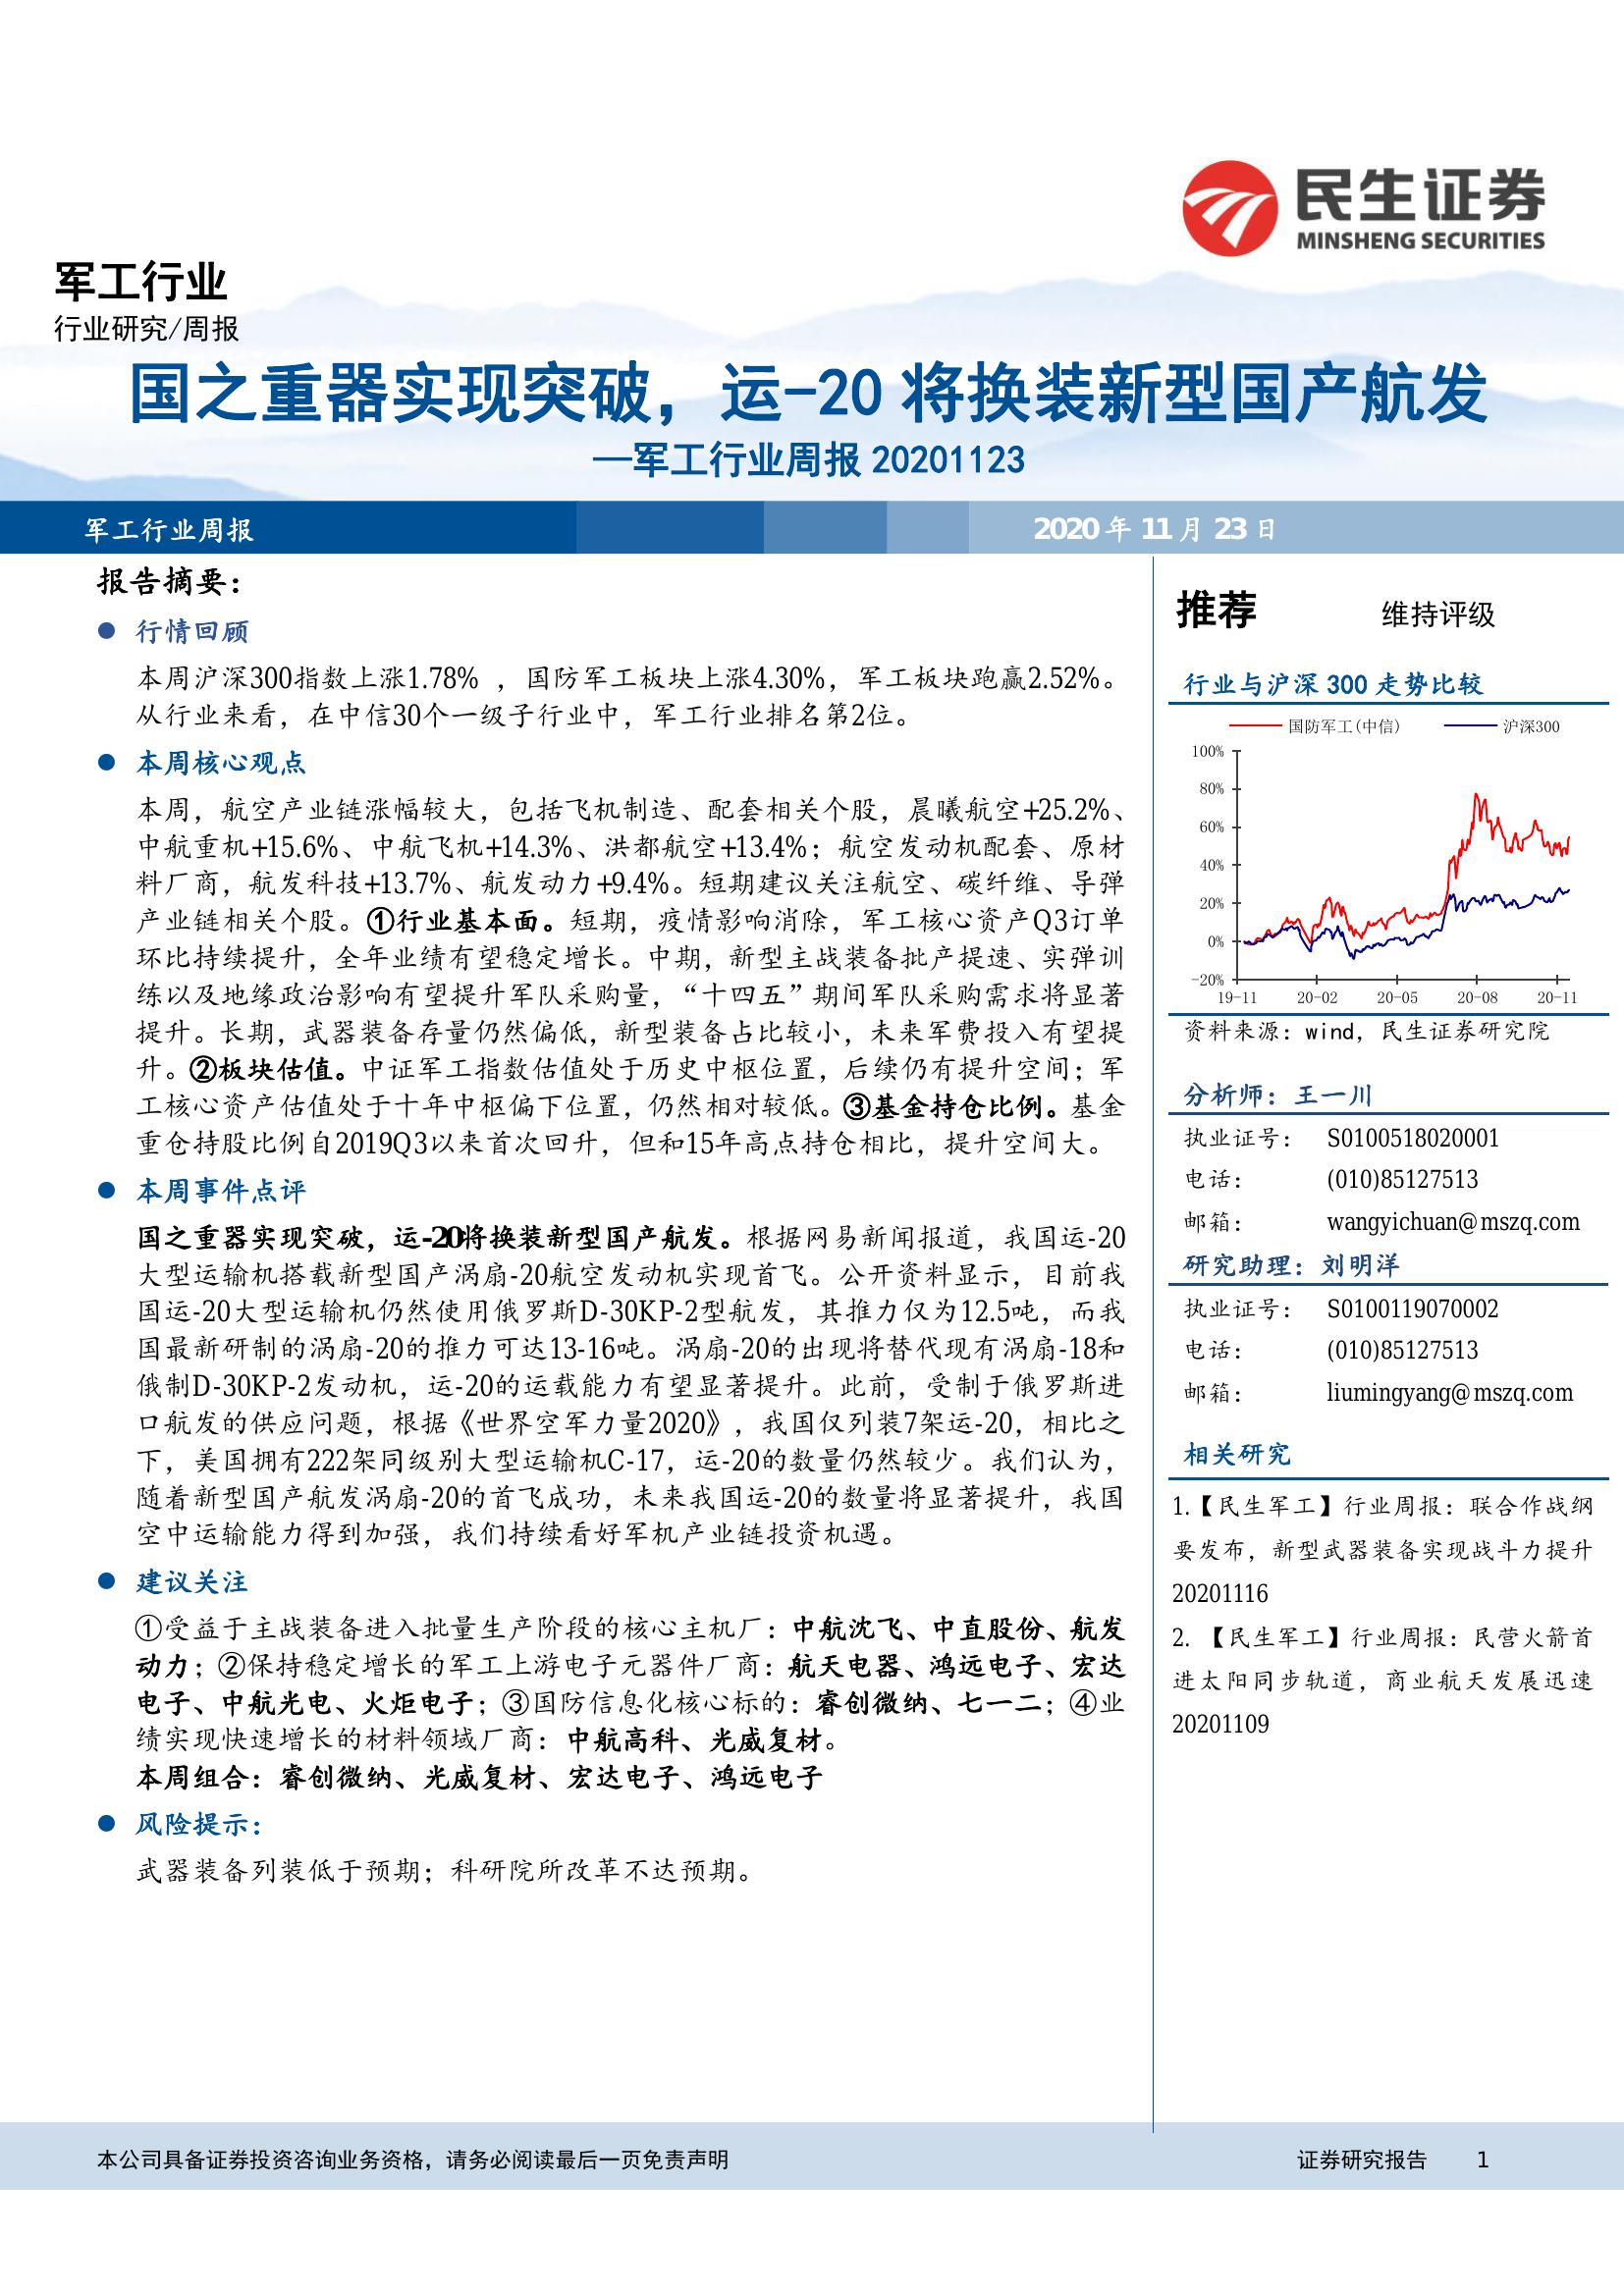 民生证券
MINSHENG SECURITIES
军工行业
行业研究/周报
国之重器实现突破，运-20 将换装新型国产航发
—军工行业周报 20201123
军工行业周报
2020 年 11 月 23 日
报告摘要：
● 行情回顾
本周沪深300指数上涨1.78% ，国防军工板块上涨4.30%，军工板块跑赢2.52%。
从行业来看，在中信30个一级子行业中，军工行业排名第2位。
● 本周核心观点
本周，航空产业链涨幅较大，包括飞机制造、配套相关个股，晨曦航空+25.2%、
中航重机+15.6%、中航飞机+14.3%、洪都航空+13.4%；航空发动机配套、原材
料厂商，航发科技+13.7%、航发动力+9.4%。短期建议关注航空、碳纤维、导弹
产业链相关个股。①行业基本面。短期，疫情影响消除，军工核心资产Q3订单
环比持续提升，全年业绩有望稳定增长。中期，新型主战装备批产提速、实弹训
练以及地缘政治影响有望提升军队采购量，“十四五”期间军队采购需求将显著
提升。长期，武器装备存量仍然偏低，新型装备占比较小，未来军费投入有望提
升。②板块估值。中证军工指数估值处于历史中枢位置，后续仍有提升空间；军
工核心资产估值处于十年中枢偏下位置，仍然相对较低。③基金持仓比例。基金
重仓持股比例自2019Q3以来首次回升，但和15年高点持仓相比，提升空间大。
● 本周事件点评
国之重器实现突破，运-20将换装新型国产航发。根据网易新闻报道，我国运-20
大型运输机搭载新型国产涡扇-20航空发动机实现首飞。公开资料显示，目前我
国运-20大型运输机仍然使用俄罗斯D-30KP-2型航发，其推力仅为12.5吨，而我
国最新研制的涡扇-20的推力可达13-16吨。涡扇-20的出现将替代现有涡扇-18和
俄制D-30KP-2发动机，运-20的运载能力有望显著提升。此前，受制于俄罗斯进
口航发的供应问题，根据《世界空军力量2020》，我国仅列装7架运-20，相比之
下，美国拥有222架同级别大型运输机C-17，运-20的数量仍然较少。我们认为，
随着新型国产航发涡扇-20的首飞成功，未来我国运-20的数量将显著提升，我国
空中运输能力得到加强，我们持续看好军机产业链投资机遇。
● 建议关注
①受益于主战装备进入批量生产阶段的核心主机厂：中航沈飞、中直股份、航发
动力；②保持稳定增长的军工上游电子元器件厂商：航天电器、鸿远电子、宏达
电子、中航光电、火炬电子；③国防信息化核心标的：睿创微纳、七一二；④业
绩实现快速增长的材料领域厂商：中航高科、光威复材。
本周组合：睿创微纳、光威复材、宏达电子、鸿远电子
● 风险提示：
武器装备列装低于预期；科研院所改革不达预期。
推荐 维持评级
行业与沪深 300 走势比较
国防军工(中信) 沪深300
100%
80%
60%
40%
20%
0%
-20%
19-11 20-02 20-05 20-08 20-11
资料来源：wind，民生证券研究院
分析师：王一川
执业证号： S0100518020001
电话： (010)85127513
邮箱： wangyichuan@mszq.com
研究助理：刘明洋
执业证号： S0100119070002
电话： (010)85127513
邮箱： liumingyang@mszq.com
相关研究
1.【民生军工】行业周报：联合作战纲
要发布，新型武器装备实现战斗力提升
20201116
2. 【民生军工】行业周报：民营火箭首
进太阳同步轨道，商业航天发展迅速
20201109
本公司具备证券投资咨询业务资格，请务必阅读最后一页免责声明
证券研究报告 1